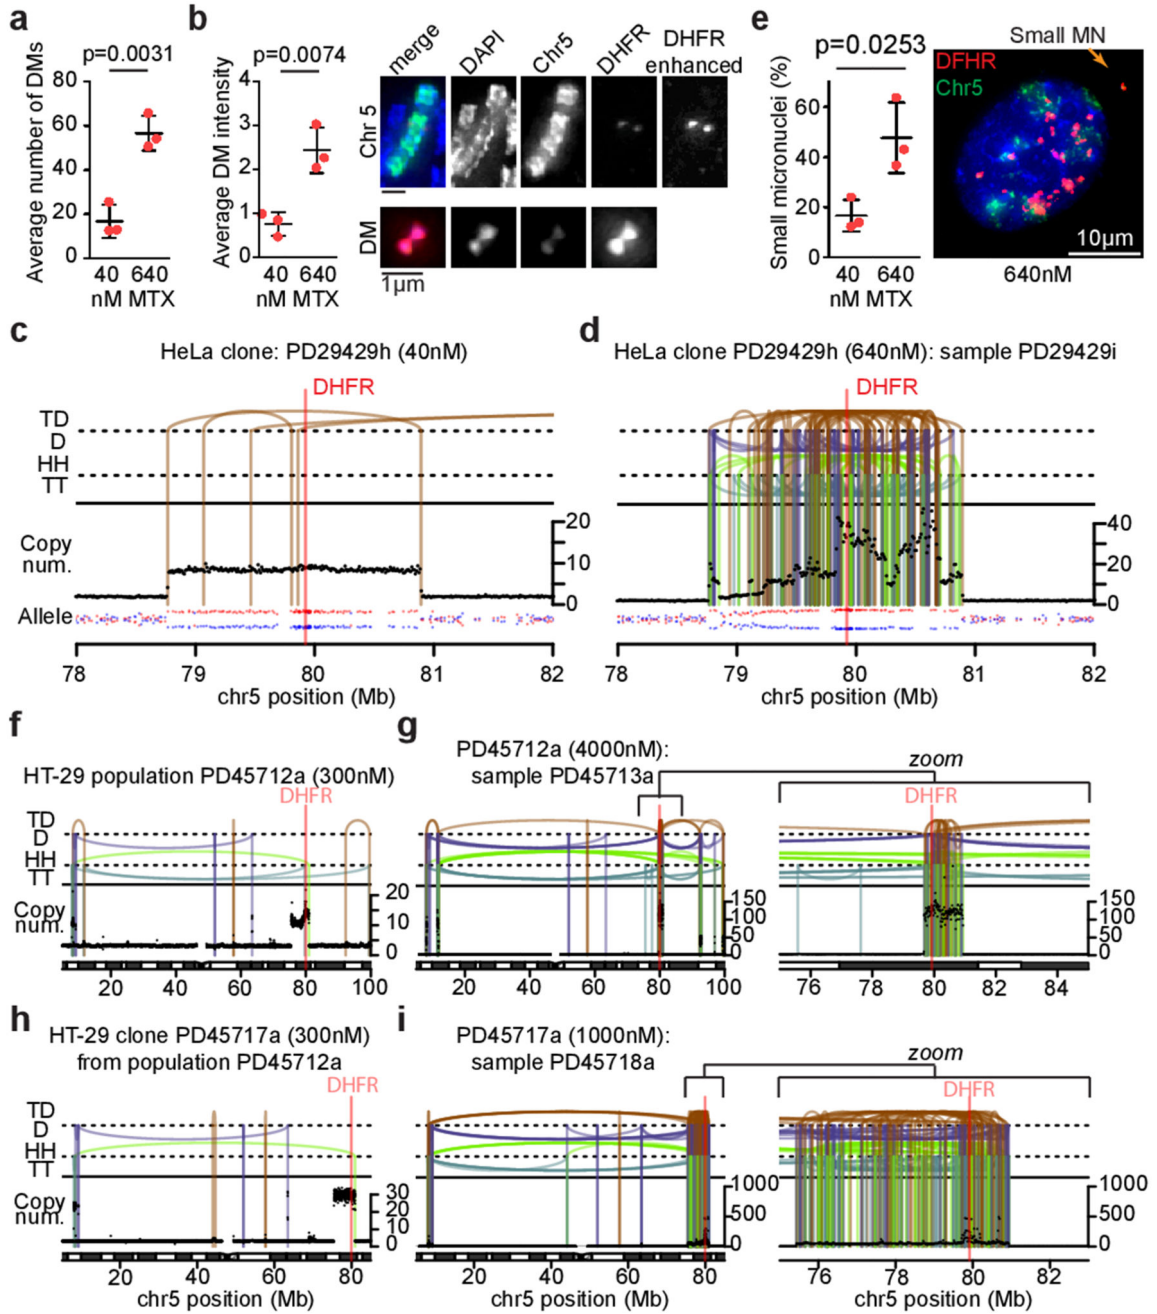 a
p=0.0031
Average number of DMs
80
60
40
20
0
40 640
nM MTX
b
p=0.0074
Average DM intensity
4
3
2
1
0
40 640
nM MTX
merge
DAPI
Chr5
DHFR
DHFR enhanced
Chr 5
DM
1µm
e
p=0.0253
Small micronuclei (%)
60
40
20
0
40 640
nM MTX
Small MN
DFHR
Chr5
10µm
640nM
c
HeLa clone: PD29429h (40nM)
DHFR
TD
D
HH
TT
20
10
0
Copy num.
Allele
78 79 80 81 82
chr5 position (Mb)
d
HeLa clone PD29429h (640nM): sample PD29429i
DHFR
40
20
0
78 79 80 81 82
chr5 position (Mb)
f
HT-29 population PD45712a (300nM)
DHFR
TD
D
HH
TT
20
10
0
Copy num.
20 40 60 80 100
g
PD45712a (4000nM):
sample PD45713a
zoom
DHFR
150
100
50
0
20 40 60 80 100
150
100
50
0
76 78 80 82 84
h
HT-29 clone PD45717a (300nM)
from population PD45712a
DHFR
TD
D
HH
TT
30
20
10
0
Copy num.
20 40 60 80
chr5 position (Mb)
i
PD45717a (1000nM):
sample PD45718a
zoom
DHFR
1000
500
0
20 40 60 80
chr5 position (Mb)
1000
500
0
76 78 80 82
chr5 position (Mb)